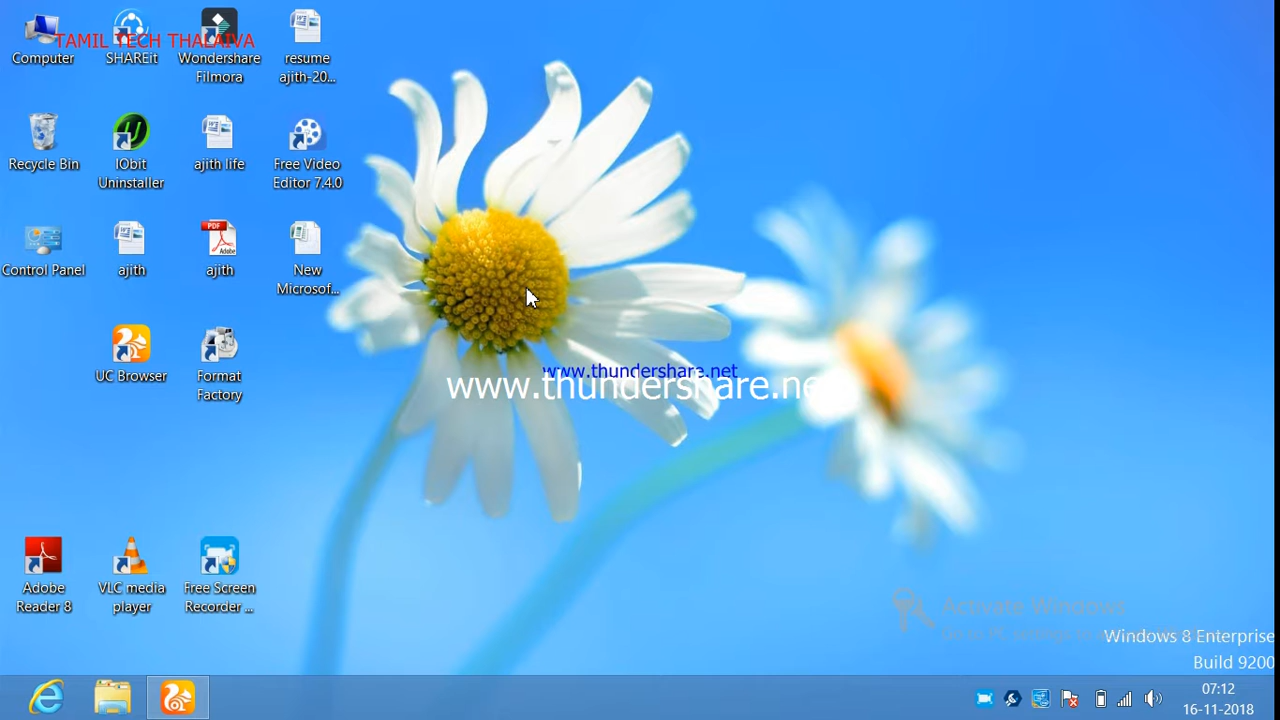 TAMIL TECH THALAIVA
Computer
SHAREit
Wondershare
Filmora
resume
ajith-20...
Recycle Bin
IObit
Uninstaller
ajith life
Free Video
Editor 7.4.0
Control Panel
ajith
PDF
Adobe
ajith
New
Microsof...
UC Browser
Format
Factory
www.thundershare.net
www.thundershare.ne
Adobe
Reader 8
VLC media
player
Free Screen
Recorder ...
Activate Windows
Go to PC settings to
Windows 8 Enterprise
Build 9200
07:12
16-11-2018